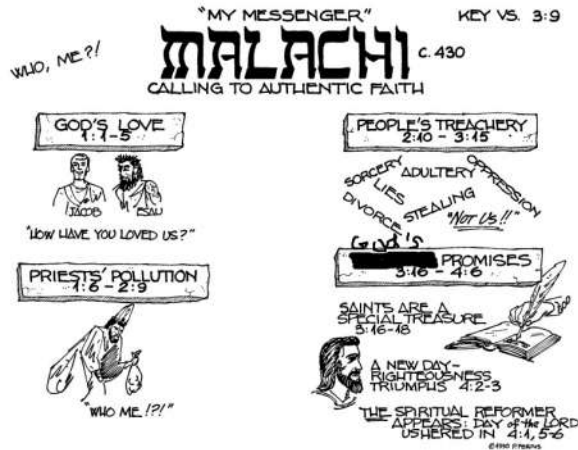 "MY MESSENGER"
KEY VS. 3:9
WHO, ME?!
MALACHI
C. 430
CALLING TO AUTHENTIC FAITH
GOD'S LOVE
1:1-5
JACOB
ESAU
"HOW HAVE YOU LOVED US?"
PRIESTS' POLLUTION
1:6 - 2:9
"WHO ME!?!"
PEOPLE'S TREACHERY
2:10 - 3:15
SORCERY
ADULTERY
OPPRESSION
LIES
DIVORCE
STEALING
"NOT US!!"
God's
PROMISES
3:16 - 4:6
SAINTS ARE A
SPECIAL TREASURE
3:16-18
A NEW DAY-
RIGHTEOUSNESS
TRIUMPHS 4:2-3
THE SPIRITUAL REFORMER
APPEARS: DAY of the LORD
USHERED IN 4:1, 5-6